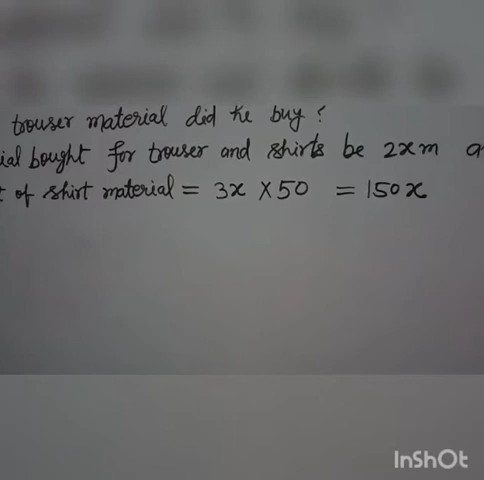 trouser material did he buy?
ial bought for trouser and shirts be 2xm a
t of shirt material = 3x × 50 = 150x
InShOt